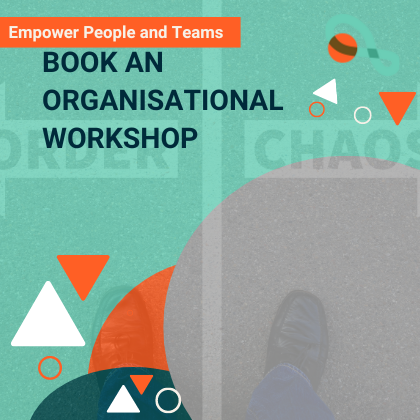 Empower People and Teams
BOOK AN
ORGANISATIONAL
WORKSHOP
ORDER
CHAOS